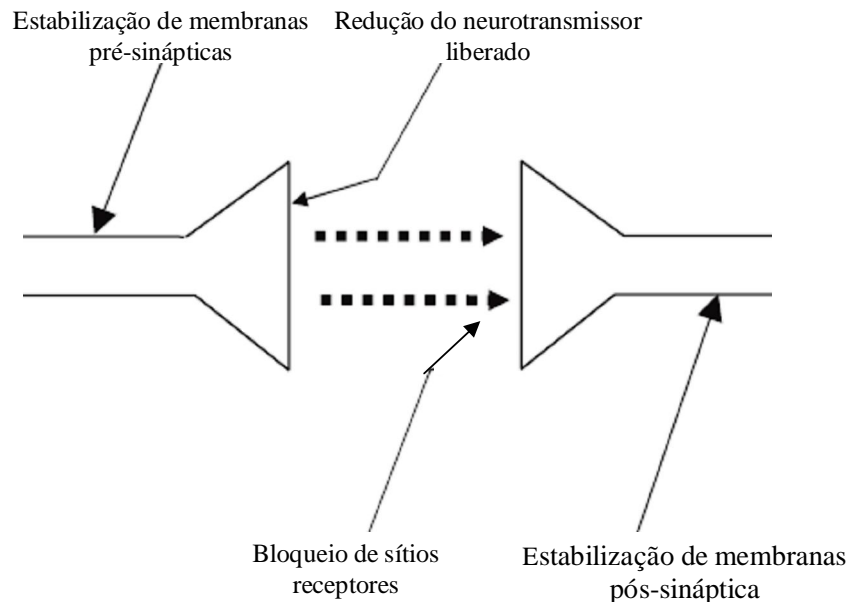 Estabilização de membranas
pré-sinápticas
Redução do neurotransmissor
liberado
Bloqueio de sítios
receptores
Estabilização de membranas
pós-sináptica